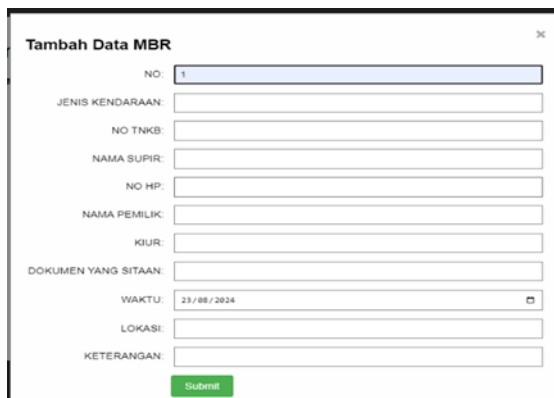 Tambah Data MBR
×
NO: 1
JENIS KENDARAAN:
NO TNKB:
NAMA SUPIR:
NO HP:
NAMA PEMILIK:
KIUR:
DOKUMEN YANG SITAAN:
WAKTU: 23/08/2024
LOKASI:
KETERANGAN:
Submit